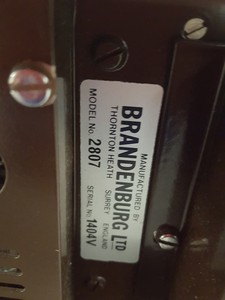 MANUFACTURED BY
BRANDENBURG LTD
THORNTON HEATH SURREY ENGLAND
MODEL No. 2807 SERIAL No. 1404V